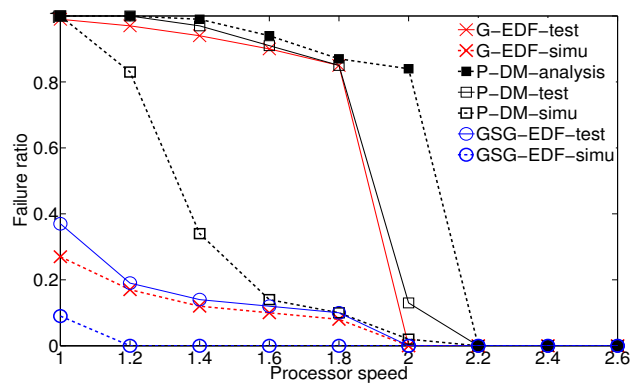 G-EDF-test
G-EDF-simu
P-DM-analysis
P-DM-test
P-DM-simu
GSG-EDF-test
GSG-EDF-simu
Failure ratio
0.8
0.4
0.2
0
1 1.2 1.4 1.6 1.8 2 2.2 2.4 2.6
Processor speed